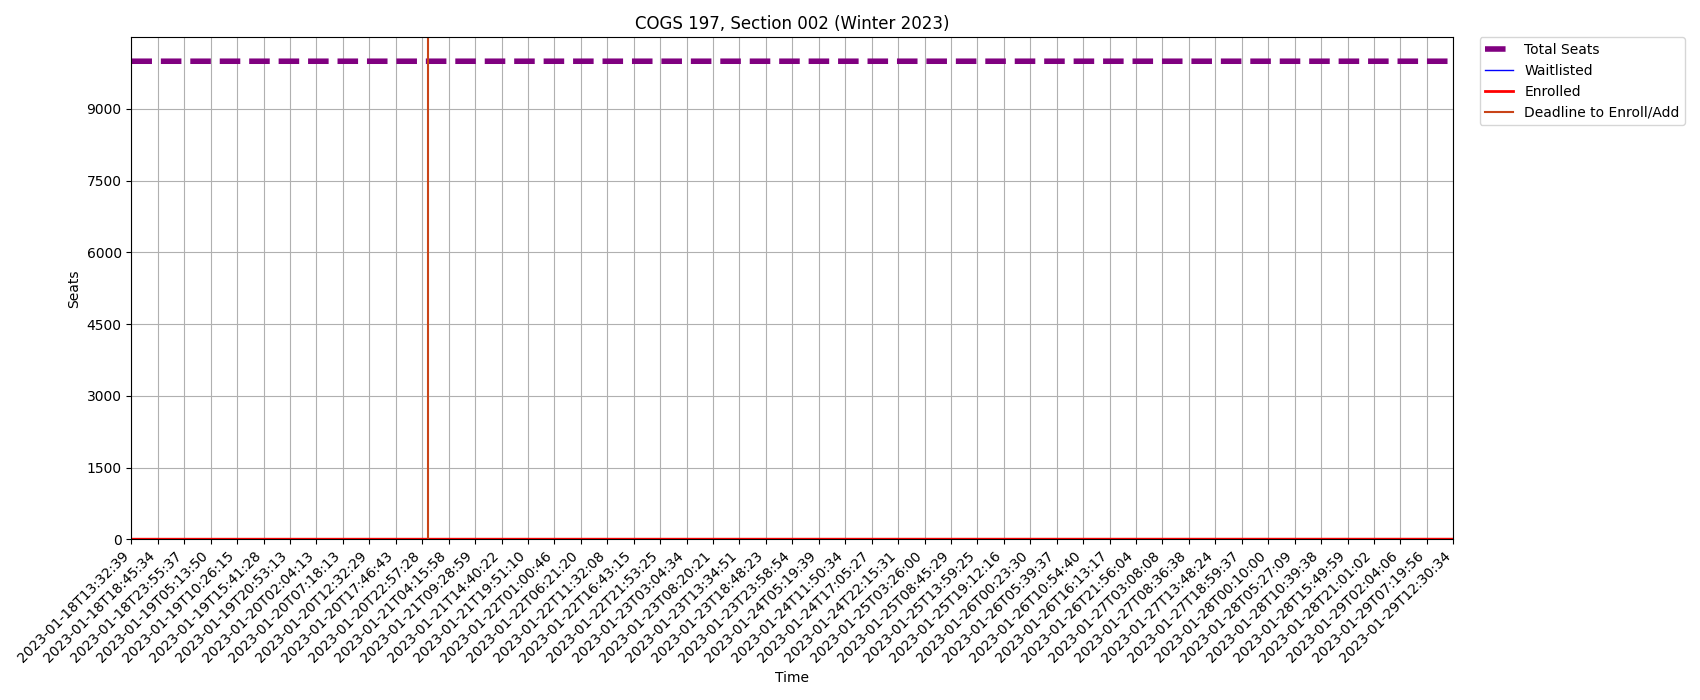 COGS 197, Section 002 (Winter 2023)
Total Seats
Waitlisted
Enrolled
Deadline to Enroll/Add
9000
7500
6000
4500
3000
1500
0
Seats
2023-01-18T13:32:39
2023-01-18T18:45:34
2023-01-18T23:55:37
2023-01-19T05:13:50
2023-01-19T10:26:15
2023-01-19T15:41:28
2023-01-19T20:53:13
2023-01-20T02:04:13
2023-01-20T07:18:13
2023-01-20T12:32:29
2023-01-20T17:46:43
2023-01-20T22:57:28
2023-01-21T04:15:58
2023-01-21T09:28:59
2023-01-21T14:40:22
2023-01-21T19:51:10
2023-01-22T01:00:46
2023-01-22T06:21:20
2023-01-22T11:32:08
2023-01-22T16:43:15
2023-01-22T21:53:25
2023-01-23T03:04:34
2023-01-23T08:20:21
2023-01-23T13:34:51
2023-01-23T18:48:23
2023-01-23T23:58:54
2023-01-24T05:19:39
2023-01-24T11:50:34
2023-01-24T17:05:27
2023-01-24T22:15:31
2023-01-25T03:26:00
2023-01-25T08:45:29
2023-01-25T13:59:25
2023-01-25T19:12:16
2023-01-26T00:23:30
2023-01-26T05:39:37
2023-01-26T10:54:40
2023-01-26T16:13:17
2023-01-26T21:56:04
2023-01-27T03:08:08
2023-01-27T08:36:38
2023-01-27T13:48:24
2023-01-27T18:59:37
2023-01-28T00:10:00
2023-01-28T05:27:09
2023-01-28T10:39:38
2023-01-28T15:49:59
2023-01-28T21:01:02
2023-01-29T02:04:06
2023-01-29T07:19:56
2023-01-29T12:30:34
Time